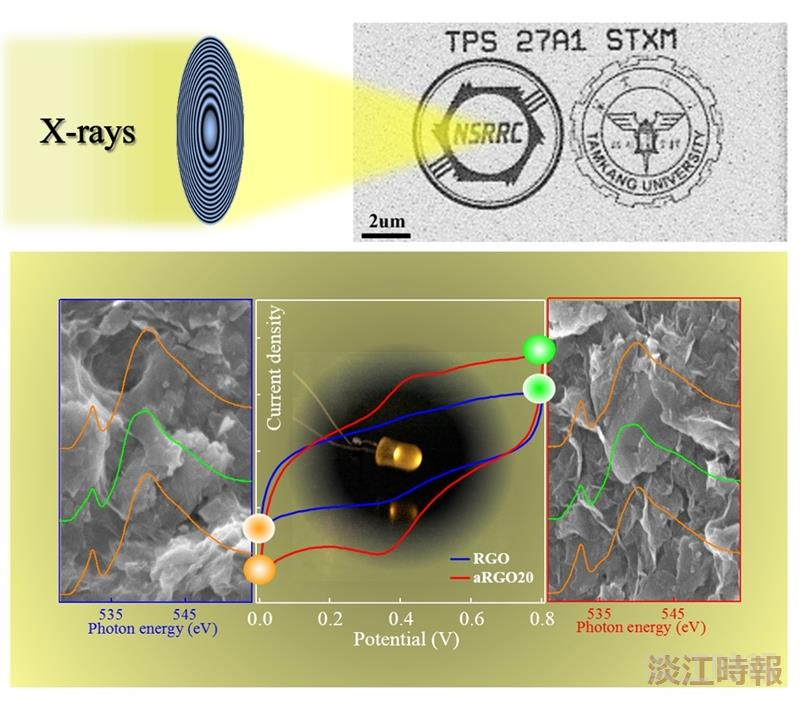 X-rays
TPS 27A1 STXM
NSRRC
TAMKANG UNIVERSITY
2um
Current density
RGO
aRGO20
535 545
Photon energy (eV)
0.0 0.2 0.4 0.6 0.8
Potential (V)
535 545
Photon energy (eV)
淡江時報